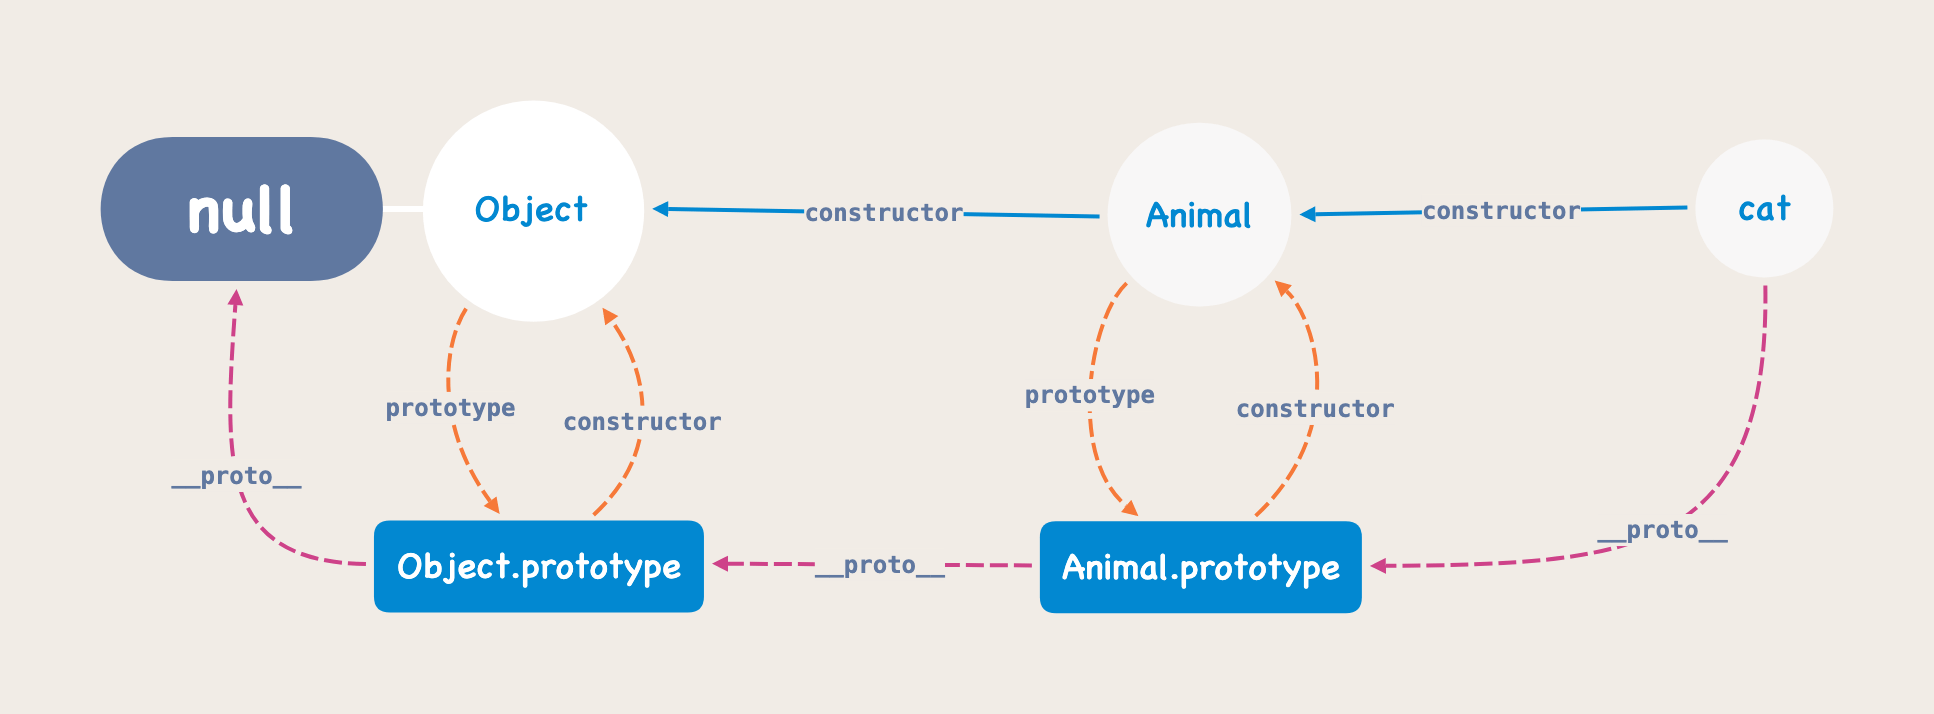 null
Object
constructor
Animal
constructor
cat
prototype
constructor
prototype
constructor
__proto__
__proto__
Object.prototype
__proto__
Animal.prototype